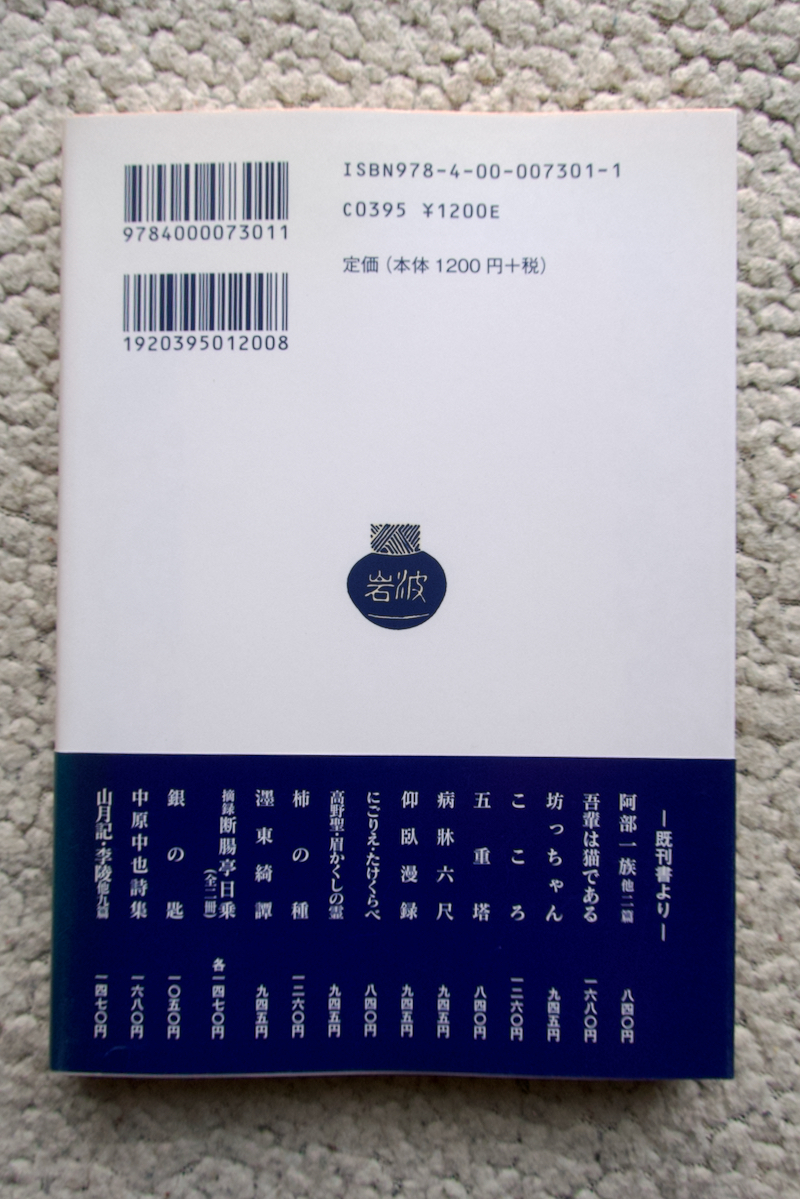 ISBN978-4-00-007301-1
C0395 ¥1200E
定価（本体1200円＋税）
9784000073011
1920395012008
岩波
―既刊書より―
阿部一族 他二篇 八四〇円
吾輩は猫である 一六八〇円
坊っちゃん 九四五円
こころ 一二六〇円
五重塔 八四〇円
病牀六尺 九四五円
仰臥漫録 九四五円
にごりえ・たけくらべ 八四〇円
高野聖・眉かくしの霊 九四五円
柿の種 一二六〇円
濹東綺譚 九四五円
摘録 断腸亭日乗（全二冊） 各一四七〇円
銀の匙 一〇五〇円
中原中也詩集 一六八〇円
山月記・李陵 他九篇 一四七〇円